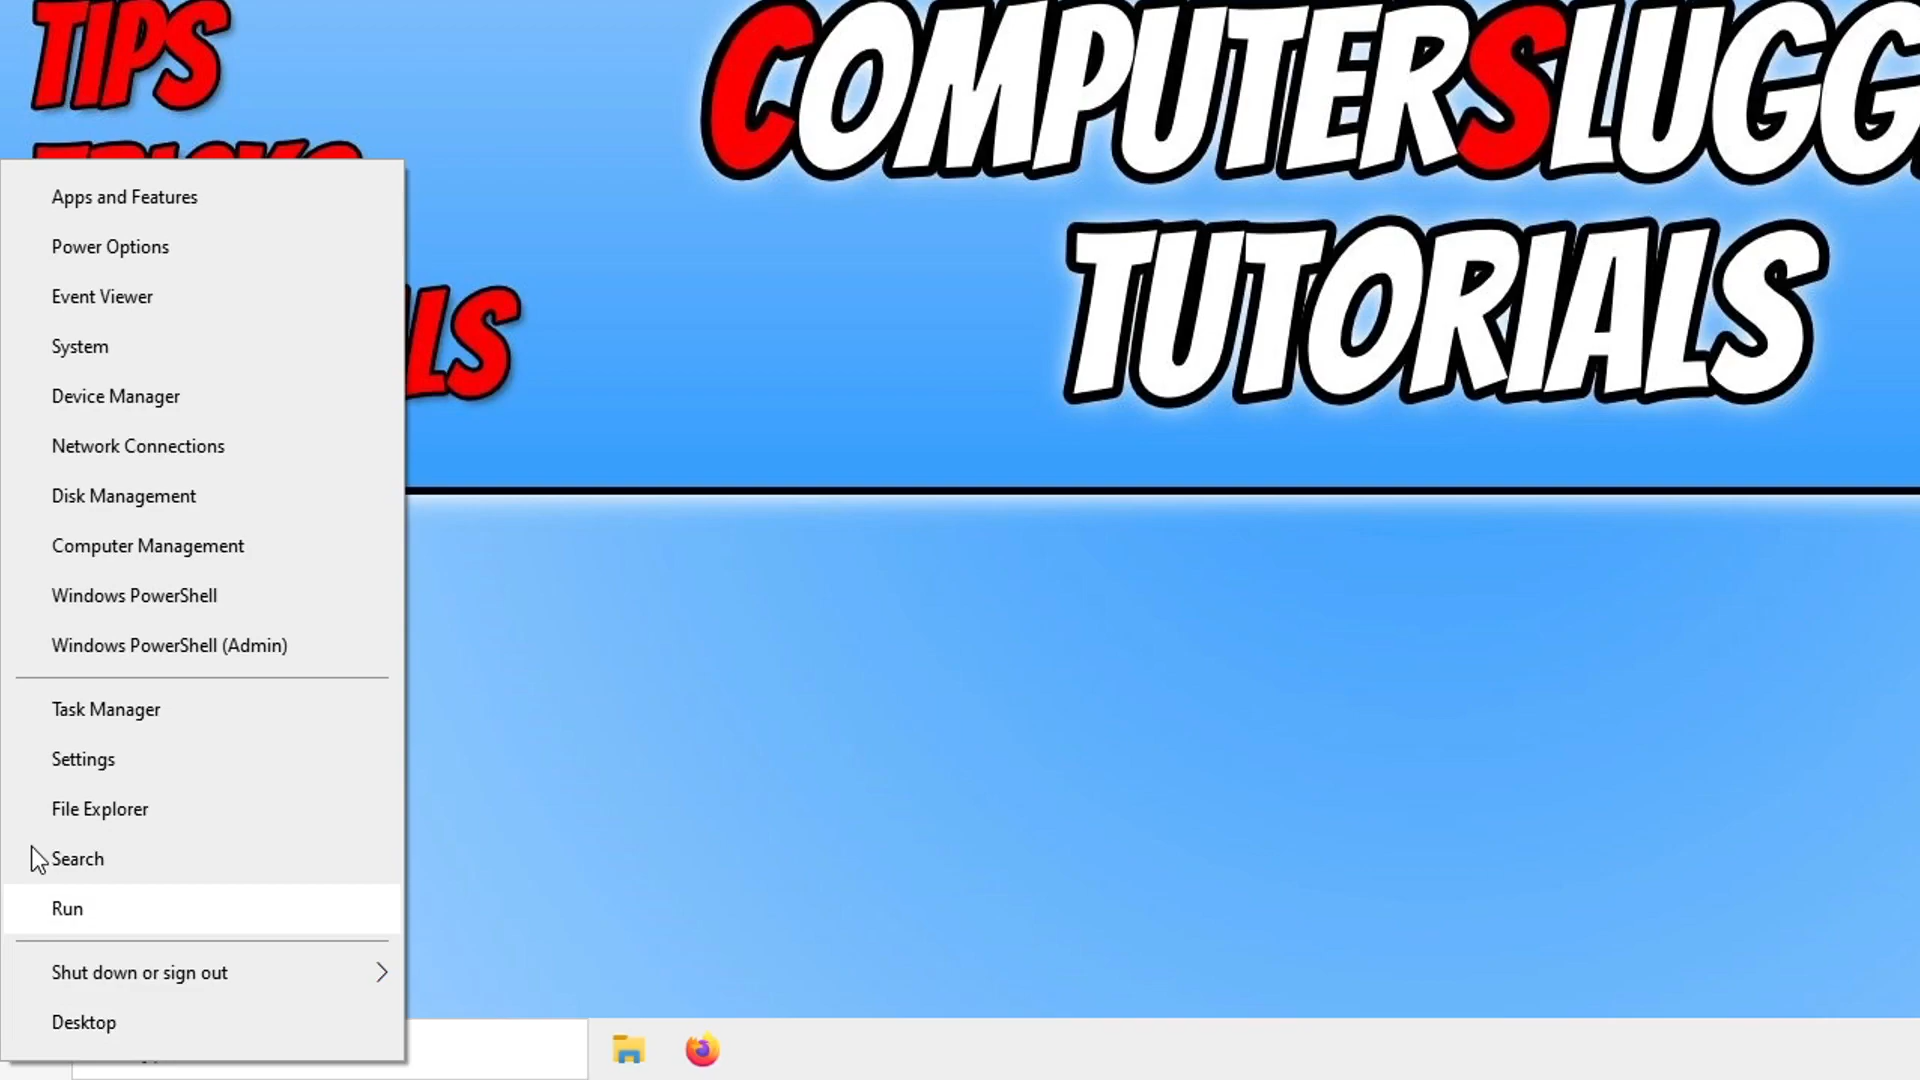 TIPS
COMPUTERSLUGG
TUTORIALS
LS
Apps and Features
Power Options
Event Viewer
System
Device Manager
Network Connections
Disk Management
Computer Management
Windows PowerShell
Windows PowerShell (Admin)
Task Manager
Settings
File Explorer
Search
Run
Shut down or sign out
Desktop